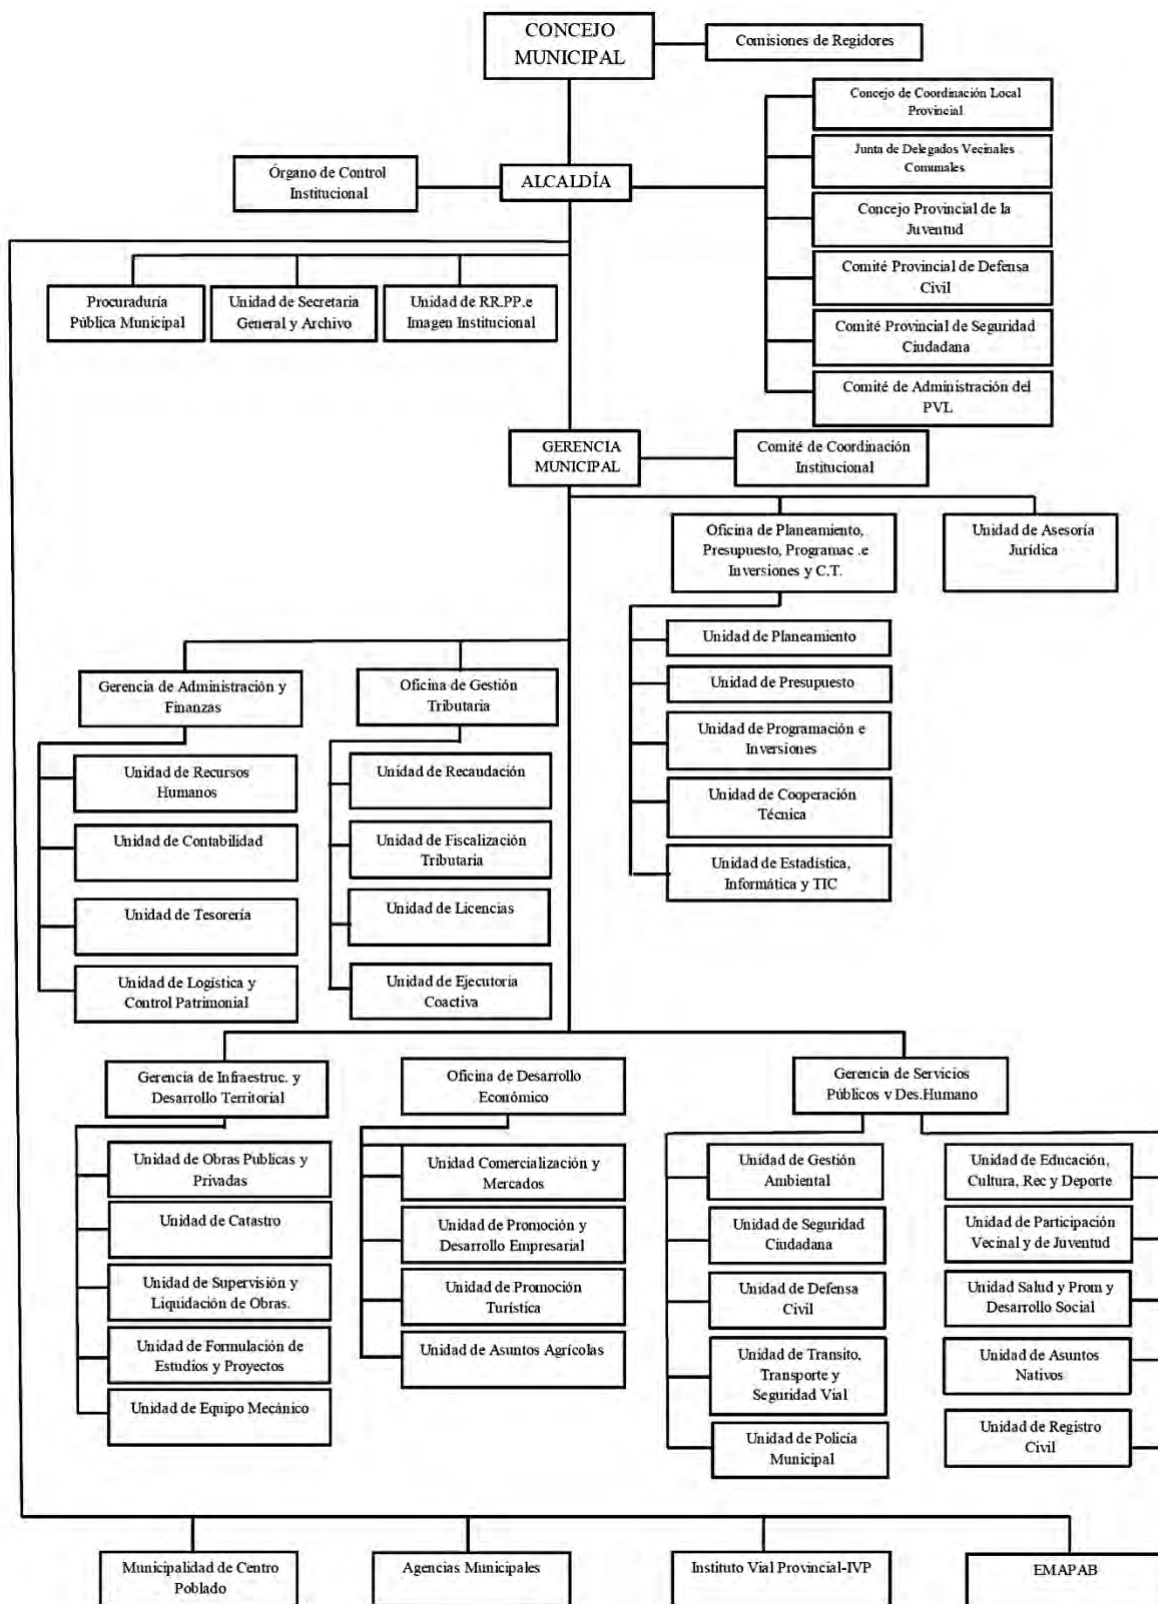 CONCEJO
MUNICIPAL
Comisiones de Regidores
Concejo de Coordinación Local
Provincial
Junta de Delegados Vecinales
Comunales
Órgano de Control
Institucional
ALCALDÍA
Concejo Provincial de la
Juventud
Comité Provincial de Defensa
Civil
Procuraduría
Pública Municipal
Unidad de Secretaria
General y Archivo
Unidad de RR.PP.e
Imagen Institucional
Comité Provincial de Seguridad
Ciudadana
Comité de Administración del
PVL
GERENCIA
MUNICIPAL
Comité de Coordinación
Institucional
Oficina de Planeamiento,
Presupuesto, Programac .e
Inversiones y C.T.
Unidad de Asesoría
Jurídica
Unidad de Planeamiento
Unidad de Presupuesto
Unidad de Programación e
Inversiones
Unidad de Cooperación
Técnica
Unidad de Estadística,
Informática y TIC
Gerencia de Administración y
Finanzas
Unidad de Recursos
Humanos
Unidad de Contabilidad
Unidad de Tesorería
Unidad de Logística y
Control Patrimonial
Oficina de Gestión
Tributaria
Unidad de Recaudación
Unidad de Fiscalización
Tributaria
Unidad de Licencias
Unidad de Ejecutoria
Coactiva
Gerencia de Infraestruc. y
Desarrollo Territorial
Unidad de Obras Publicas y
Privadas
Unidad de Catastro
Unidad de Supervisión y
Liquidación de Obras.
Unidad de Formulación de
Estudios y Proyectos
Unidad de Equipo Mecánico
Oficina de Desarrollo
Económico
Unidad Comercialización y
Mercados
Unidad de Promoción y
Desarrollo Empresarial
Unidad de Promoción
Turística
Unidad de Asuntos Agrícolas
Gerencia de Servicios
Públicos v Des.Humano
Unidad de Gestión
Ambiental
Unidad de Seguridad
Ciudadana
Unidad de Defensa
Civil
Unidad de Transito,
Transporte y
Seguridad Vial
Unidad de Policía
Municipal
Unidad de Educación,
Cultura, Rec y Deporte
Unidad de Participación
Vecinal y de Juventud
Unidad Salud y Prom y
Desarrollo Social
Unidad de Asuntos
Nativos
Unidad de Registro
Civil
Municipalidad de Centro
Poblado
Agencias Municipales
Instituto Vial Provincial-IVP
EMAPAB